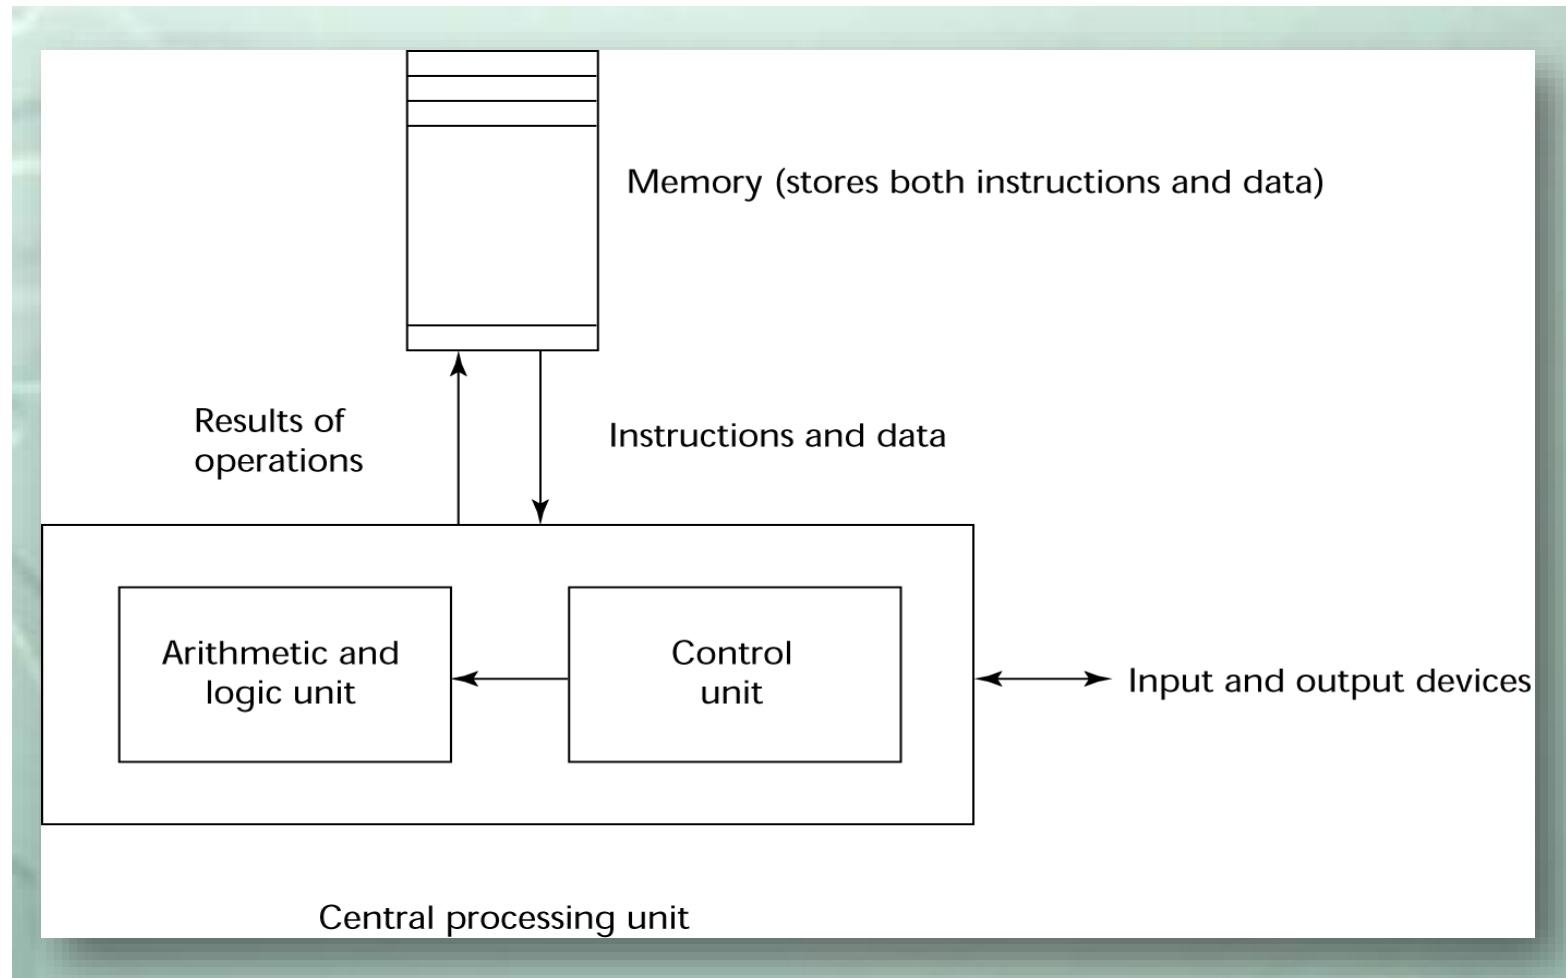 Memory (stores both instructions and data)
Results of
operations
Instructions and data
Arithmetic and
logic unit
Control
unit
Input and output devices
Central processing unit